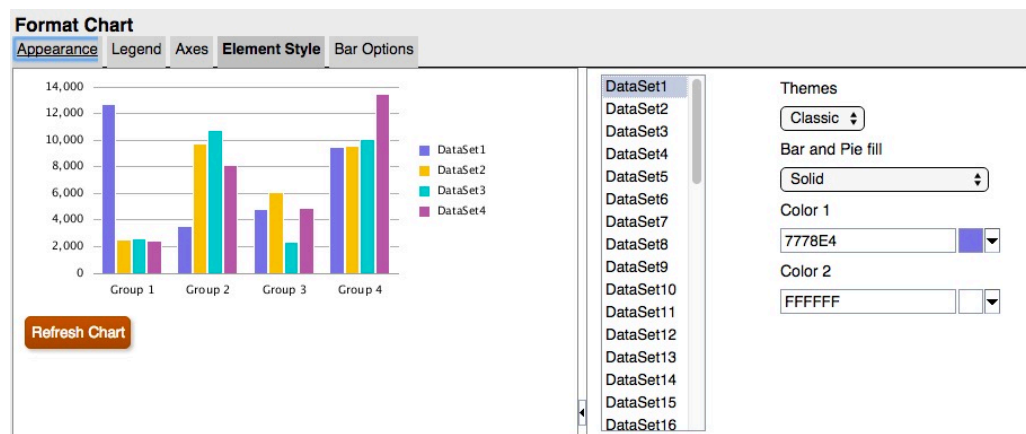 Format Chart
Appearance Legend Axes Element Style Bar Options
14,000
12,000
10,000
8,000
6,000
4,000
2,000
0
Group 1 Group 2 Group 3 Group 4
DataSet1
DataSet2
DataSet3
DataSet4
Refresh Chart
DataSet1
DataSet2
DataSet3
DataSet4
DataSet5
DataSet6
DataSet7
DataSet8
DataSet9
DataSet10
DataSet11
DataSet12
DataSet13
DataSet14
DataSet15
DataSet16
Themes
Classic
Bar and Pie fill
Solid
Color 1
7778E4
Color 2
FFFFFF